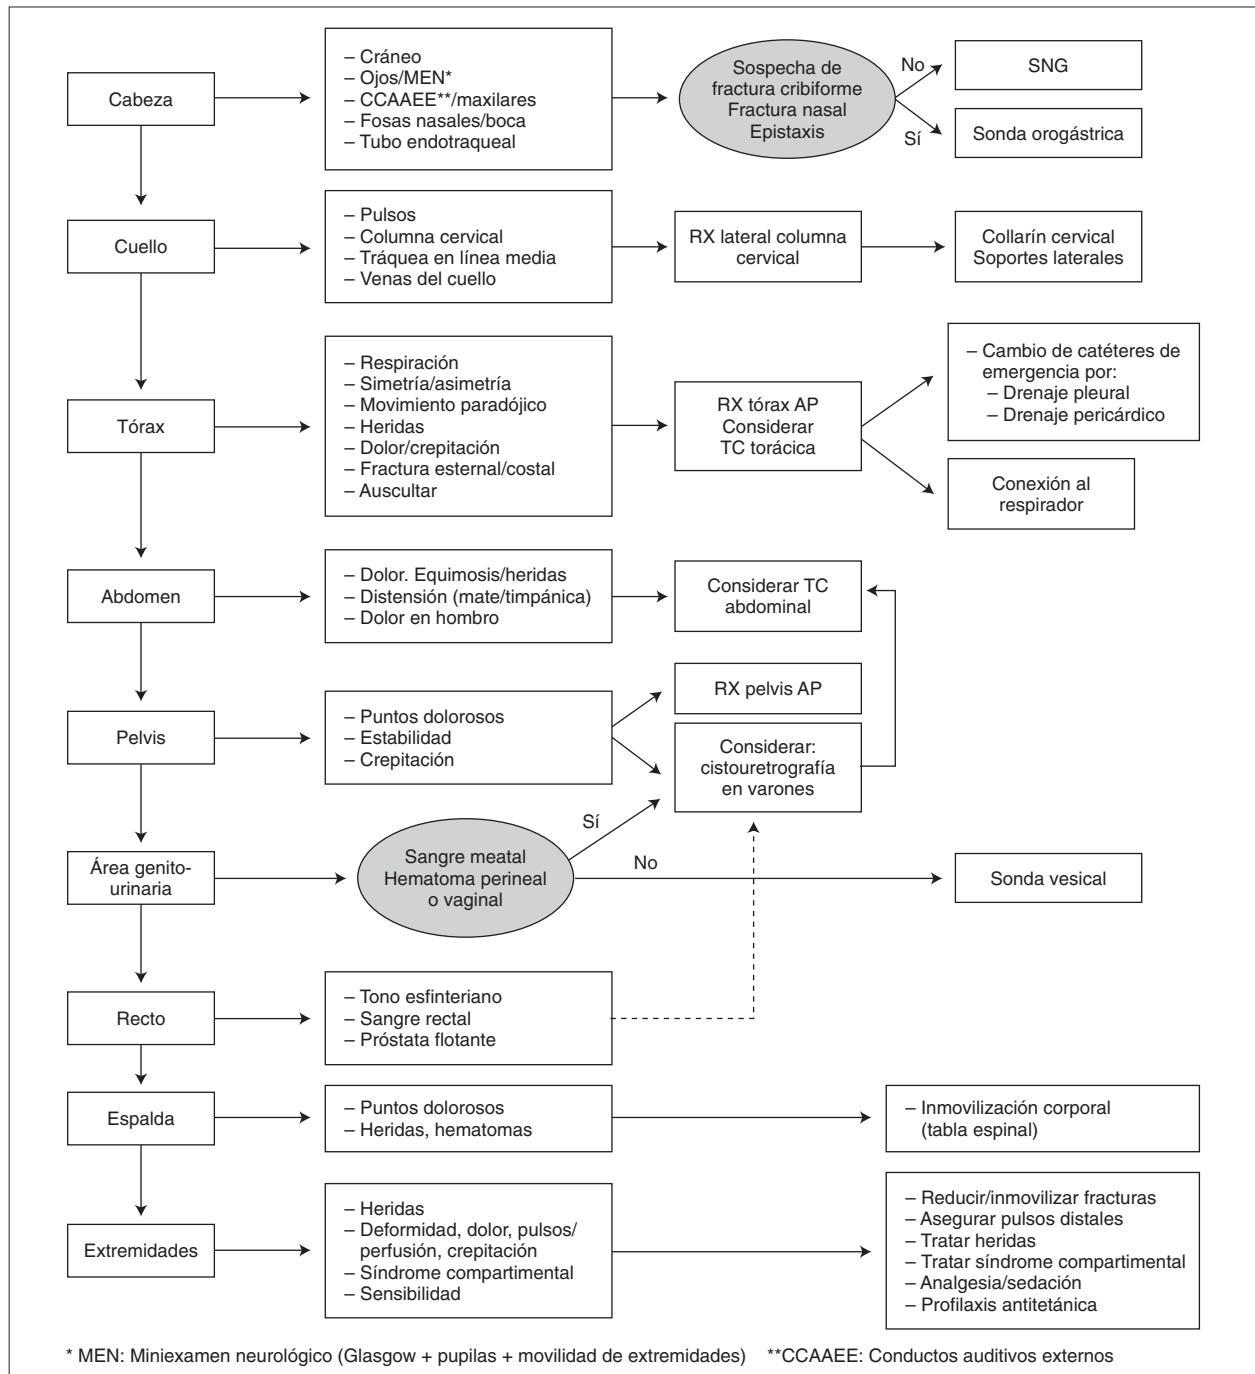 Cabeza
– Cráneo
– Ojos/MEN*
– CCAAEE**/maxilares
– Fosas nasales/boca
– Tubo endotraqueal
Sospecha de
fractura cribiforme
Fractura nasal
Epistaxis
No
SNG
Sí
Sonda orogástrica
Cuello
– Pulsos
– Columna cervical
– Tráquea en línea media
– Venas del cuello
RX lateral columna
cervical
Collarín cervical
Soportes laterales
Tórax
– Respiración
– Simetría/asimetría
– Movimiento paradójico
– Heridas
– Dolor/crepitación
– Fractura esternal/costal
– Auscultar
RX tórax AP
Considerar
TC torácica
– Cambio de catéteres de
emergencia por:
– Drenaje pleural
– Drenaje pericárdico
Conexión al
respirador
Abdomen
– Dolor. Equimosis/heridas
– Distensión (mate/timpánica)
– Dolor en hombro
Considerar TC
abdominal
Pelvis
– Puntos dolorosos
– Estabilidad
– Crepitación
RX pelvis AP
Considerar:
cistouretrografía
en varones
Área genito-
urinaria
Sangre meatal
Hematoma perineal
o vaginal
Sí
No
Sonda vesical
Recto
– Tono esfinteriano
– Sangre rectal
– Próstata flotante
Espalda
– Puntos dolorosos
– Heridas, hematomas
– Inmovilización corporal
(tabla espinal)
Extremidades
– Heridas
– Deformidad, dolor, pulsos/
perfusión, crepitación
– Síndrome compartimental
– Sensibilidad
– Reducir/inmovilizar fracturas
– Asegurar pulsos distales
– Tratar heridas
– Tratar síndrome compartimental
– Analgesia/sedación
– Profilaxis antitetánica
* MEN: Miniexamen neurológico (Glasgow + pupilas + movilidad de extremidades) **CCAAEE: Conductos auditivos externos